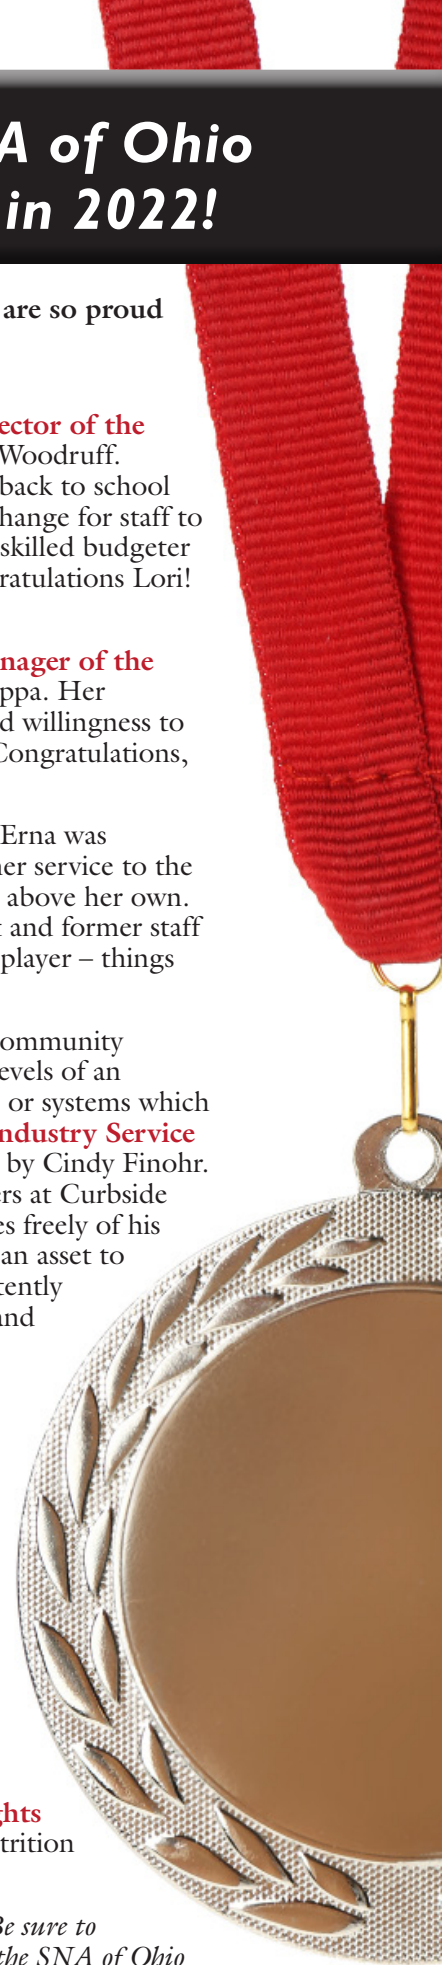 A of Ohio
in 2022!
are so proud
ector of the
Woodruff.
back to school
hange for staff to
skilled budgeter
ratulations Lori!
nager of the
ppa. Her
d willingness to
Congratulations,
Erna was
her service to the
above her own.
t and former staff
player – things
ommunity
evels of an
or systems which
ndustry Service
by Cindy Finohr.
ers at Curbside
es freely of his
an asset to
tently
and
ghts
trition
Be sure to
the SNA of Ohio